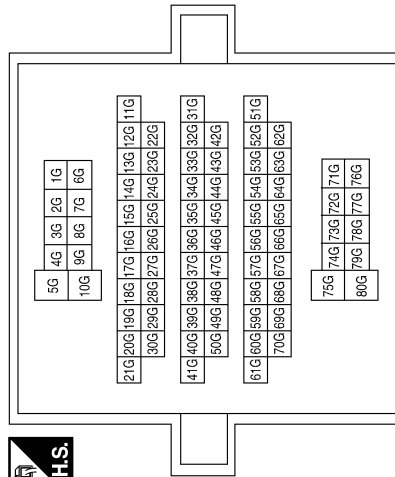 5G 4G 3G 2G 1G
10G 9G 8G 7G 6G
21G 20G 19G 18G 17G 16G 15G 14G 13G 12G 11G
30G 29G 28G 27G 26G 25G 24G 23G 22G
41G 40G 39G 38G 37G 36G 35G 34G 33G 32G 31G
50G 49G 48G 47G 46G 45G 44G 43G 42G
61G 60G 59G 58G 57G 56G 55G 54G 53G 52G 51G
70G 69G 68G 67G 66G 65G 64G 63G 62G
75G 74G 73G 72G 71G
80G 79G 78G 77G 76G
H.S.